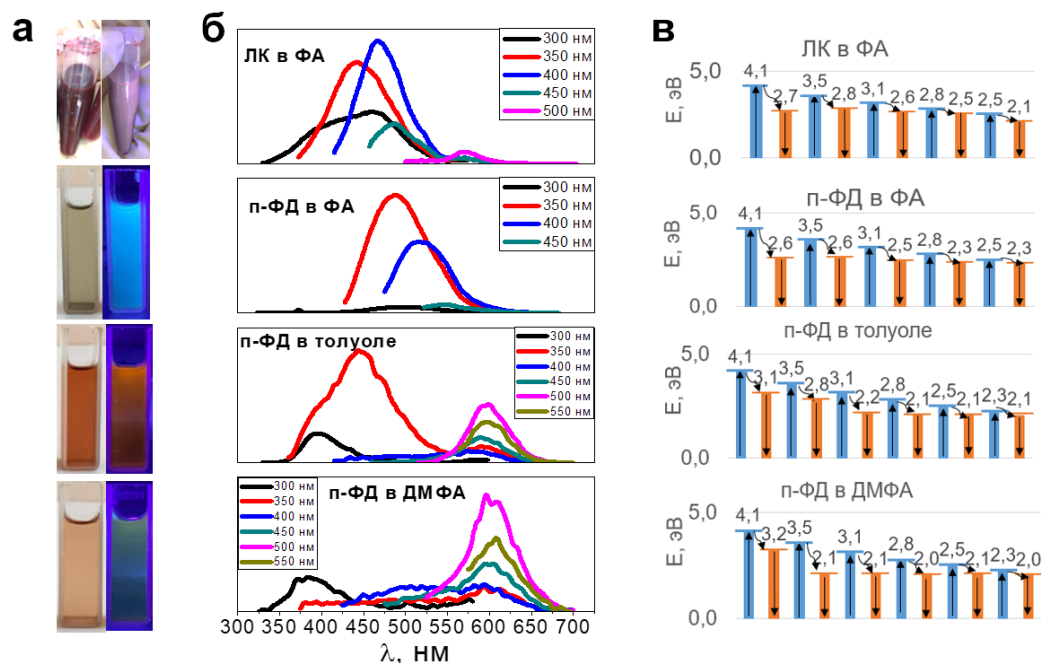 а
б
в
ЛК в ФА
300 нм
350 нм
400 нм
450 нм
500 нм
п-ФД в ФА
300 нм
350 нм
400 нм
450 нм
п-ФД в толуоле
300 нм
350 нм
400 нм
450 нм
500 нм
550 нм
п-ФД в ДМФА
300 нм
350 нм
400 нм
450 нм
500 нм
550 нм
300 350 400 450 500 550 600 650 700
λ, НМ
ЛК в ФА
Е, эВ
5,0
0,0
4,1 2,7 3,5 2,8 3,1 2,6 2,8 2,5 2,5 2,1
п-ФД в ФА
Е, эВ
5,0
0,0
4,1 2,6 3,5 2,6 3,1 2,5 2,8 2,3 2,5 2,3
п-ФД в толуоле
Е, эВ
5,0
0,0
4,1 3,1 3,5 2,8 3,1 2,2 2,8 2,1 2,5 2,1 2,3 2,1
п-ФД в ДМФА
Е, эВ
5,0
0,0
4,1 3,2 3,5 2,1 3,1 2,1 2,8 2,0 2,5 2,1 2,3 2,0